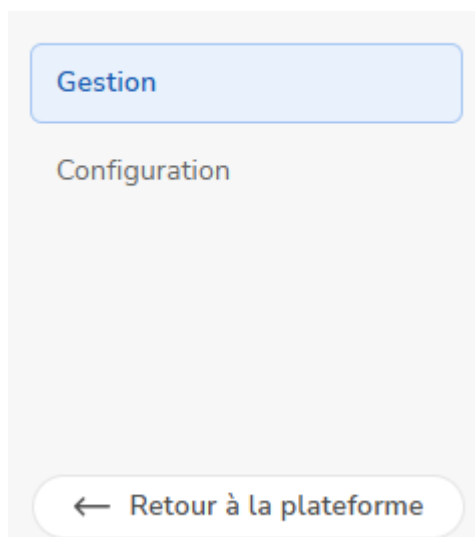 Gestion
Configuration
← Retour à la plateforme